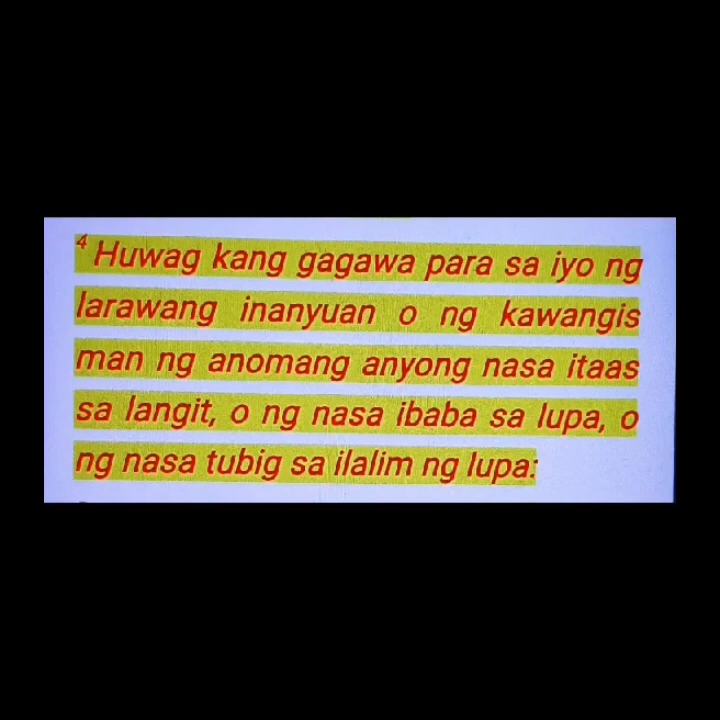 4 Huwag kang gagawa para sa iyo ng
larawang inanyuan o ng kawangis
man ng anomang anyong nasa itaas
sa langit, o ng nasa ibaba sa lupa, o
ng nasa tubig sa ilalim ng lupa: